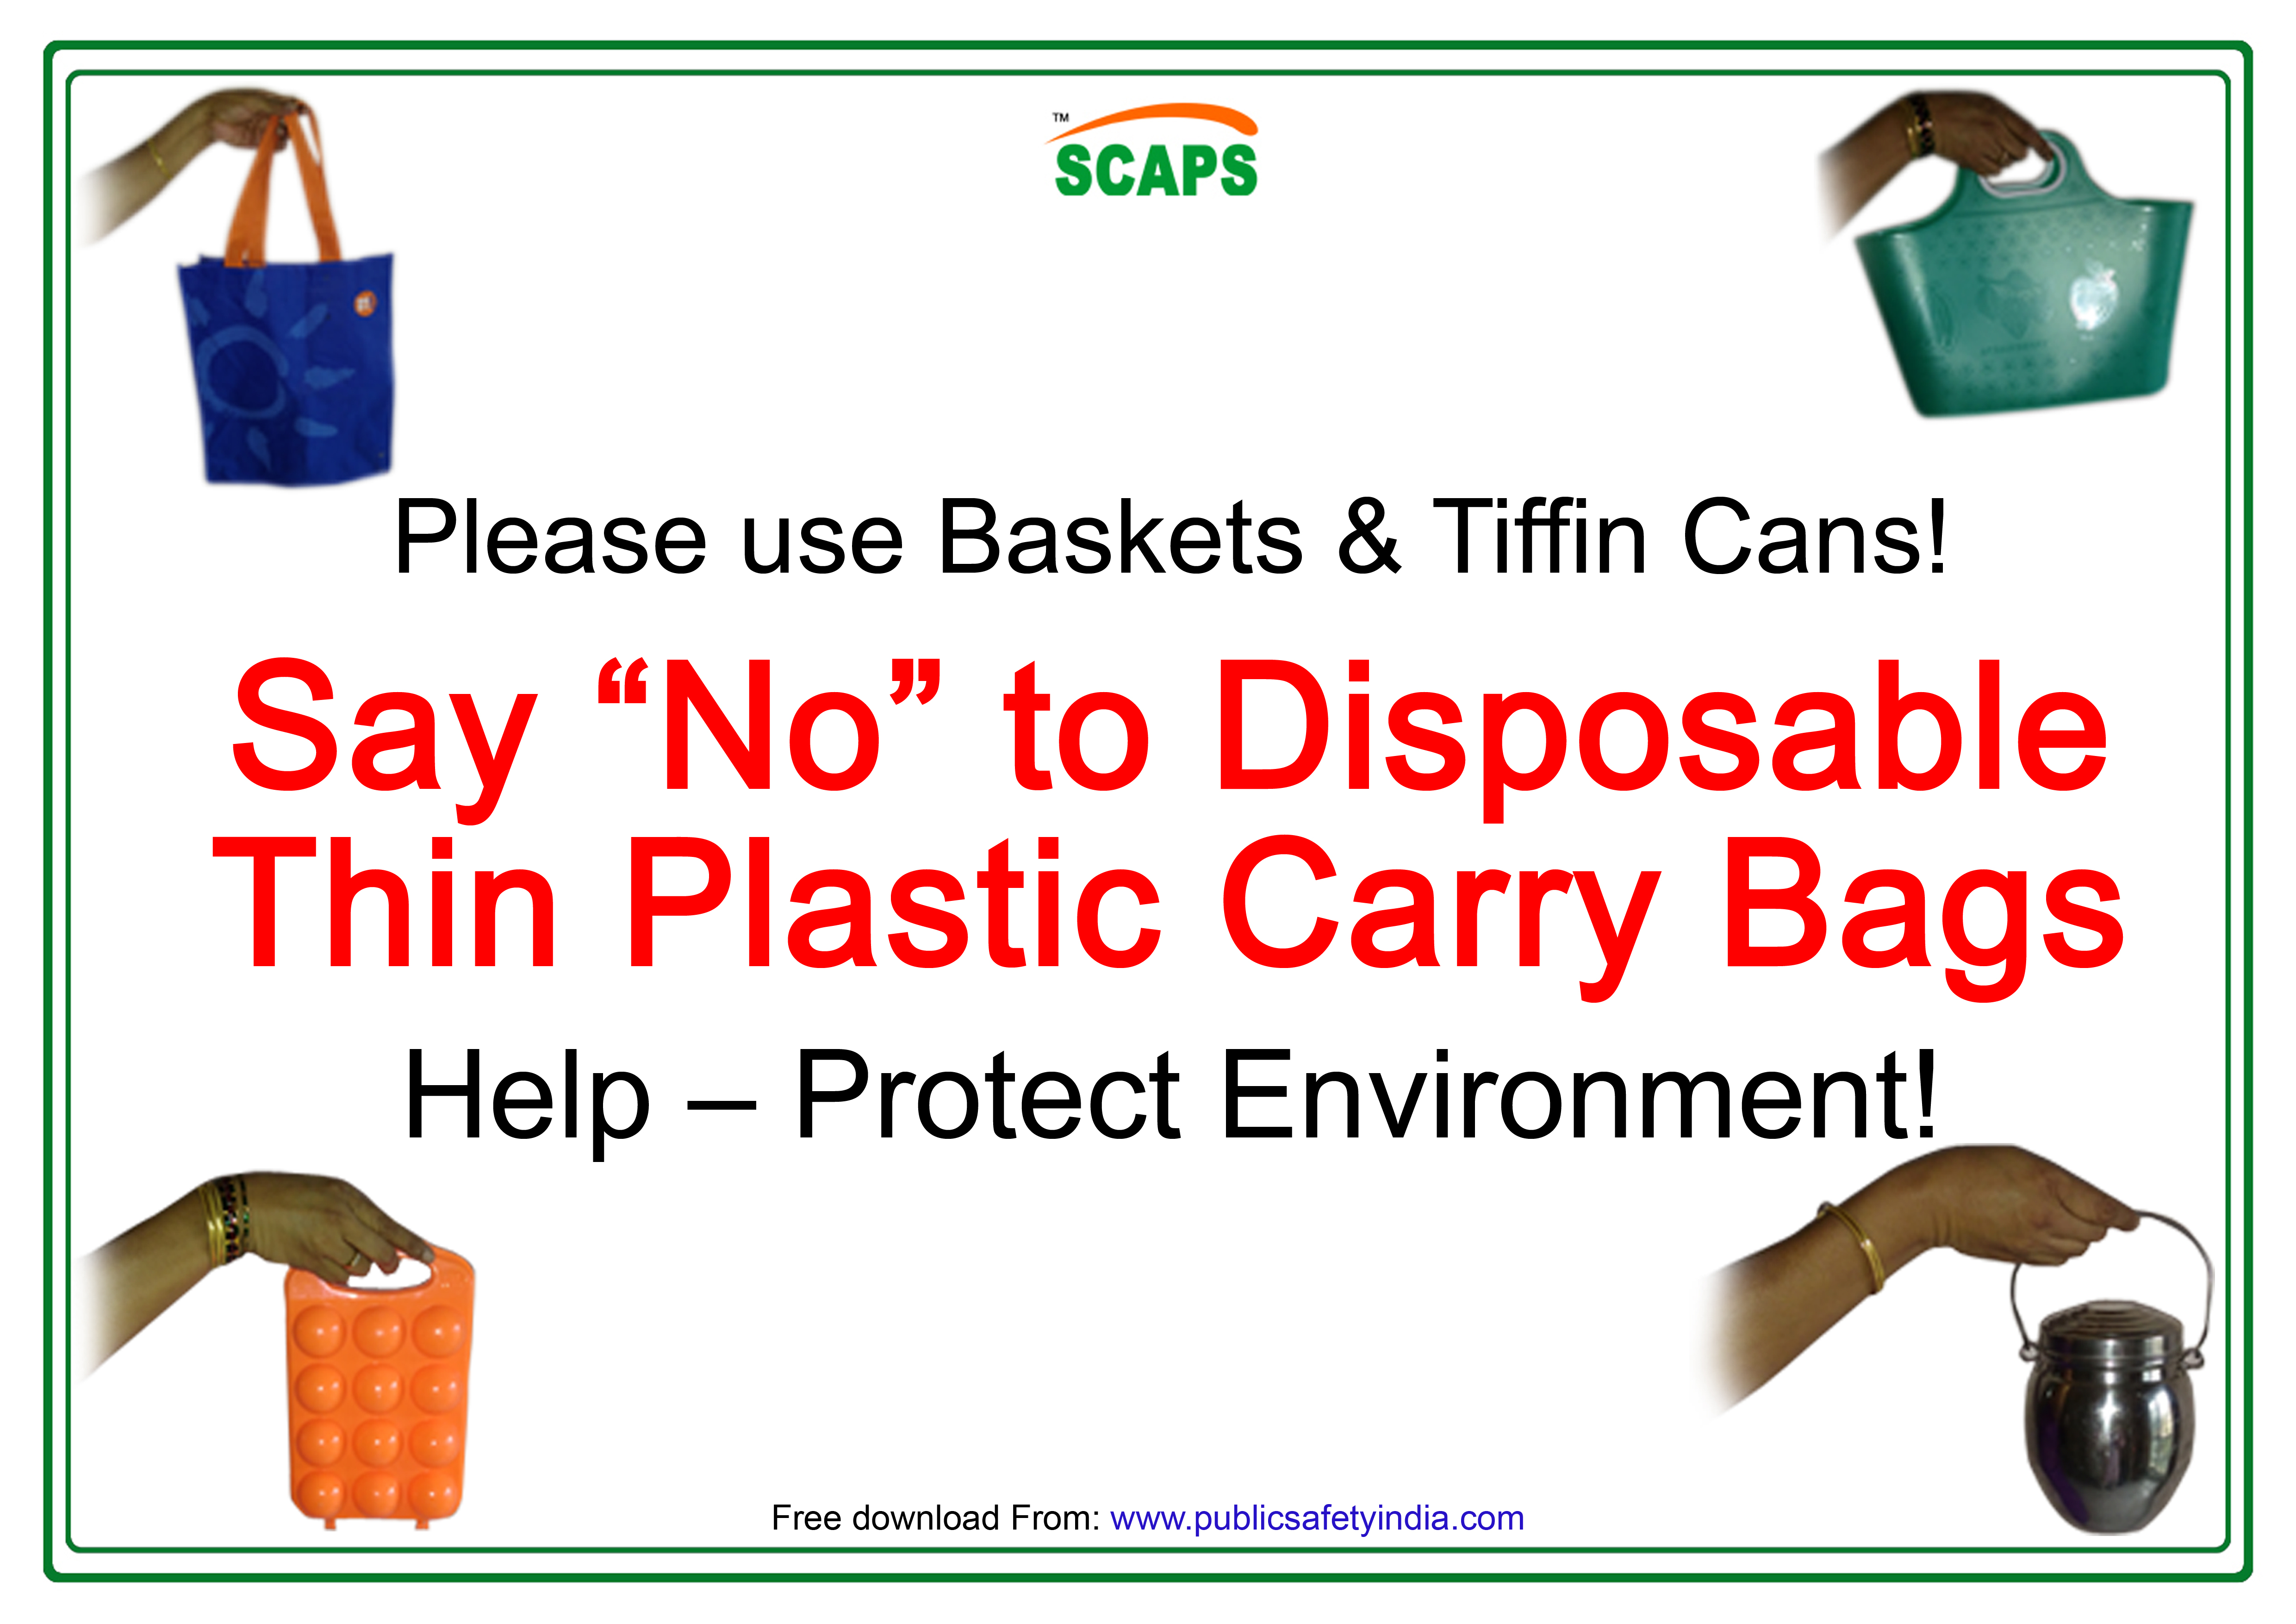 TM
SCAPS
Please use Baskets & Tiffin Cans!
Say “No” to Disposable
Thin Plastic Carry Bags
Help – Protect Environment!
Free download From: www.publicsafetyindia.com